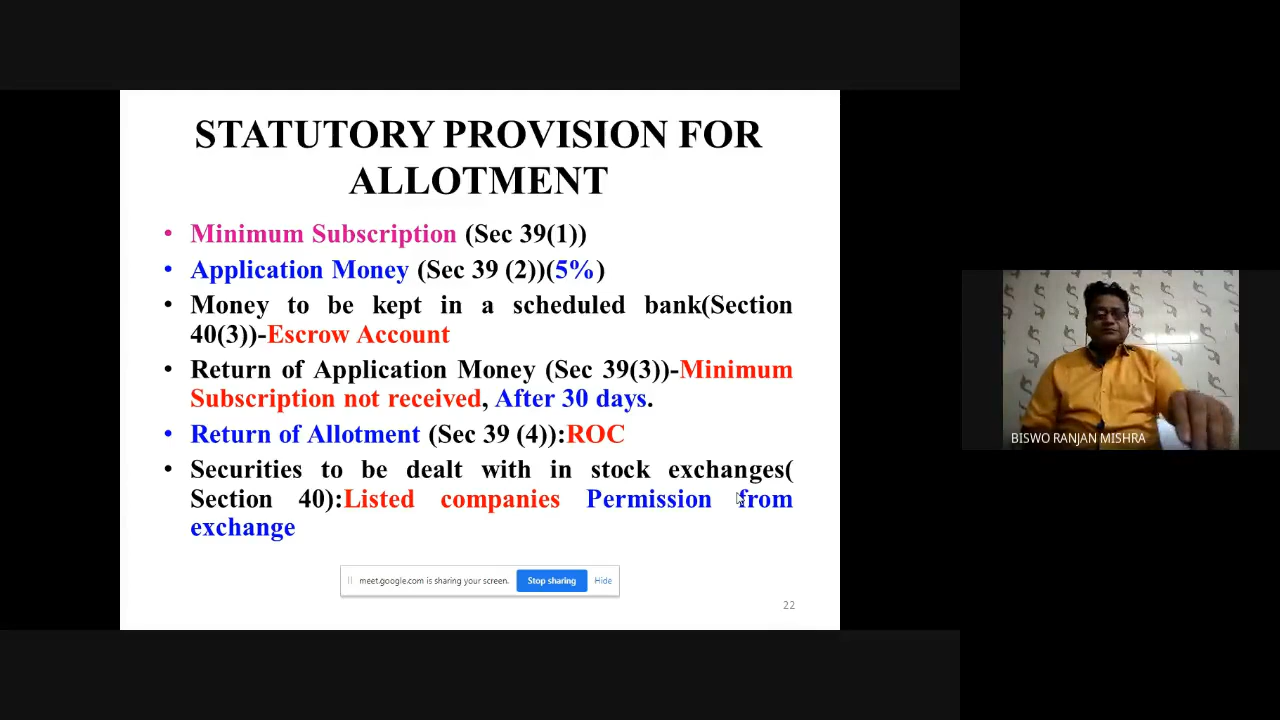 STATUTORY PROVISION FOR
ALLOTMENT
• Minimum Subscription (Sec 39(1))
• Application Money (Sec 39 (2))(5%)
• Money to be kept in a scheduled bank(Section
40(3))-Escrow Account
• Return of Application Money (Sec 39(3))-Minimum
Subscription not received, After 30 days.
• Return of Allotment (Sec 39 (4)):ROC
• Securities to be dealt with in stock exchanges(
Section 40):Listed companies Permission from
exchange
meet.google.com is sharing your screen. Stop sharing Hide
22
BISWO RANJAN MISHRA